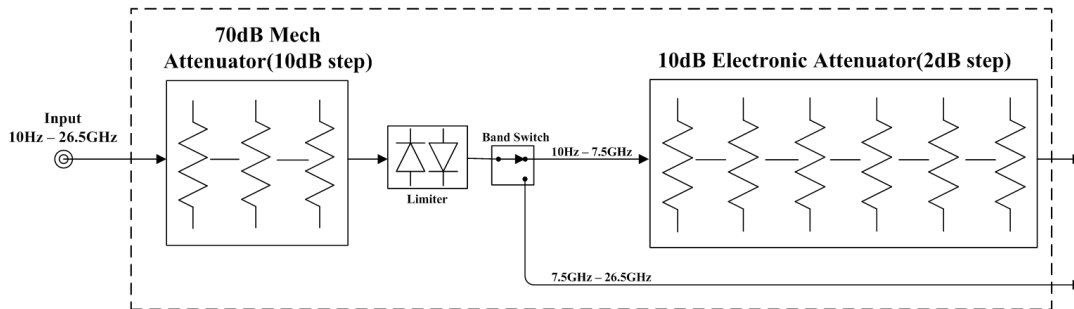 70dB Mech
Attenuator(10dB step)
10dB Electronic Attenuator(2dB step)
Input
10Hz – 26.5GHz
Band Switch
10Hz – 7.5GHz
Limiter
7.5GHz – 26.5GHz